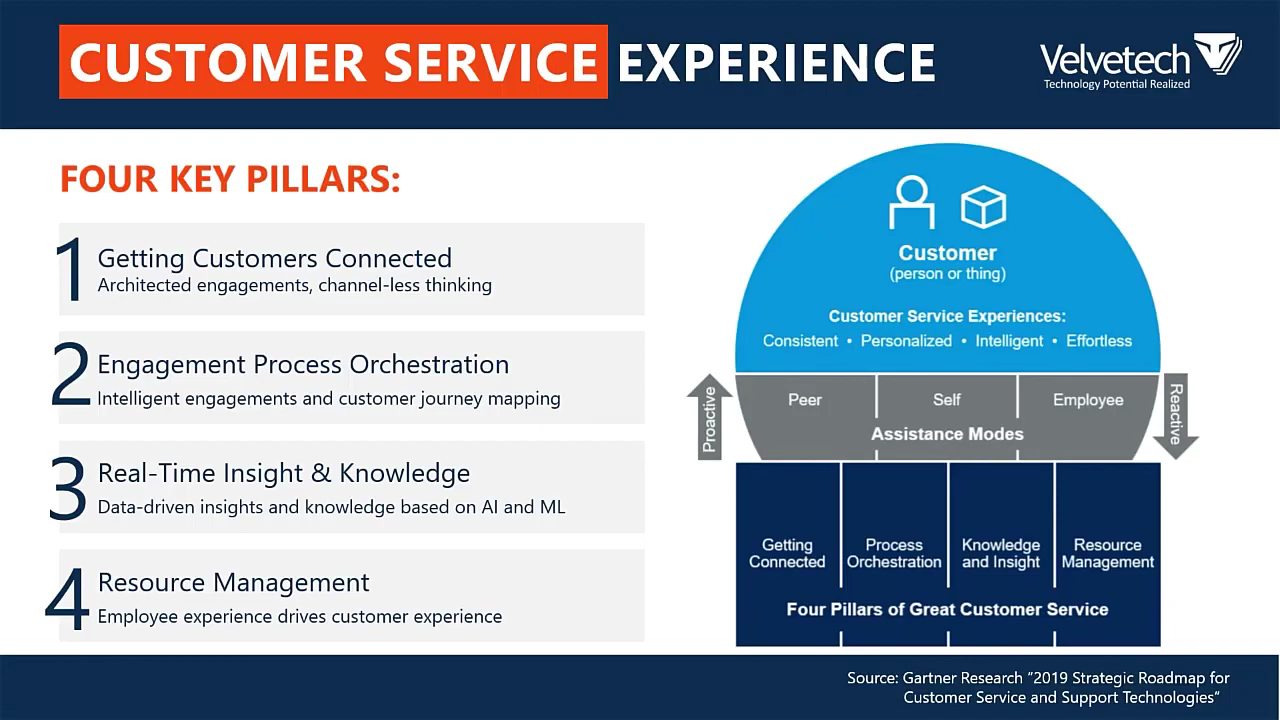 CUSTOMER SERVICE EXPERIENCE
Velvetech
Technology Potential Realized
FOUR KEY PILLARS:
1
Getting Customers Connected
Architected engagements, channel-less thinking
2
Engagement Process Orchestration
Intelligent engagements and customer journey mapping
3
Real-Time Insight & Knowledge
Data-driven insights and knowledge based on AI and ML
4
Resource Management
Employee experience drives customer experience
Customer
(person or thing)
Customer Service Experiences:
Consistent • Personalized • Intelligent • Effortless
Proactive
Peer
Self
Employee
Assistance Modes
Reactive
Getting
Connected
Process
Orchestration
Knowledge
and Insight
Resource
Management
Four Pillars of Great Customer Service
Source: Gartner Research "2019 Strategic Roadmap for
Customer Service and Support Technologies"